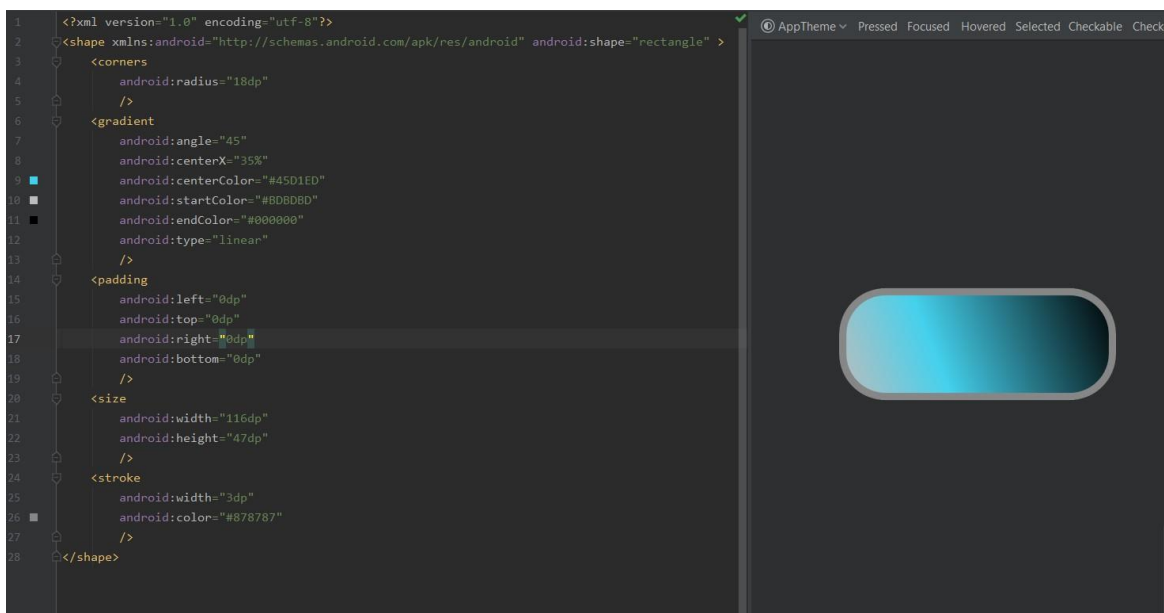 1 <?xml version="1.0" encoding="utf-8"?>
2 <shape xmlns:android="http://schemas.android.com/apk/res/android" android:shape="rectangle" >
3 <corners
4 android:radius="18dp"
5 />
6 <gradient
7 android:angle="45"
8 android:centerX="35%"
9 android:centerColor="#45D1ED"
10 android:startColor="#BDBDBD"
11 android:endColor="#000000"
12 android:type="linear"
13 />
14 <padding
15 android:left="0dp"
16 android:top="0dp"
17 android:right="0dp"
18 android:bottom="0dp"
19 />
20 <size
21 android:width="116dp"
22 android:height="47dp"
23 />
24 <stroke
25 android:width="3dp"
26 android:color="#878787"
27 />
28 </shape>
AppTheme Pressed Focused Hovered Selected Checkable Check